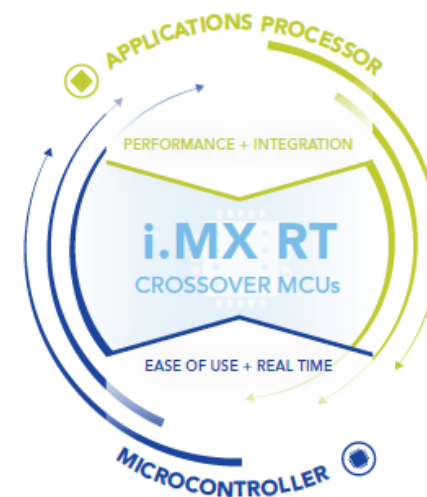 APPLICATIONS PROCESSOR
PERFORMANCE + INTEGRATION
i.MX RT
CROSSOVER MCUs
EASE OF USE + REAL TIME
MICROCONTROLLER